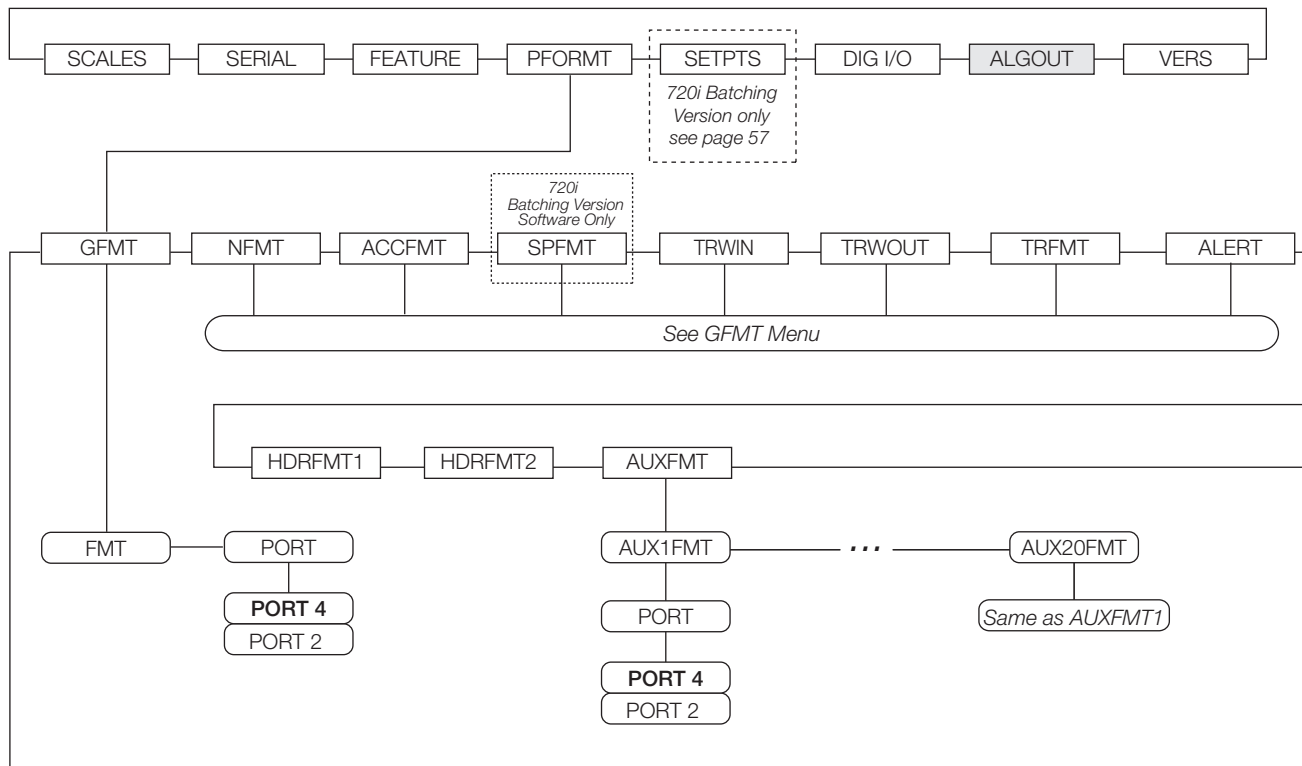 SCALES
SERIAL
FEATURE
PFORMT
SETPTS
DIG I/O
ALGOUT
VERS
720i Batching
Version only
see page 57
720i
Batching Version
Software Only
GFMT
NFMT
ACCFMT
SPFMT
TRWIN
TRWOUT
TRFMT
ALERT
See GFMT Menu
HDRFMT1
HDRFMT2
AUXFMT
FMT
PORT
AUX1FMT
...
AUX20FMT
PORT 4
PORT 2
PORT
Same as AUXFMT1
PORT 4
PORT 2